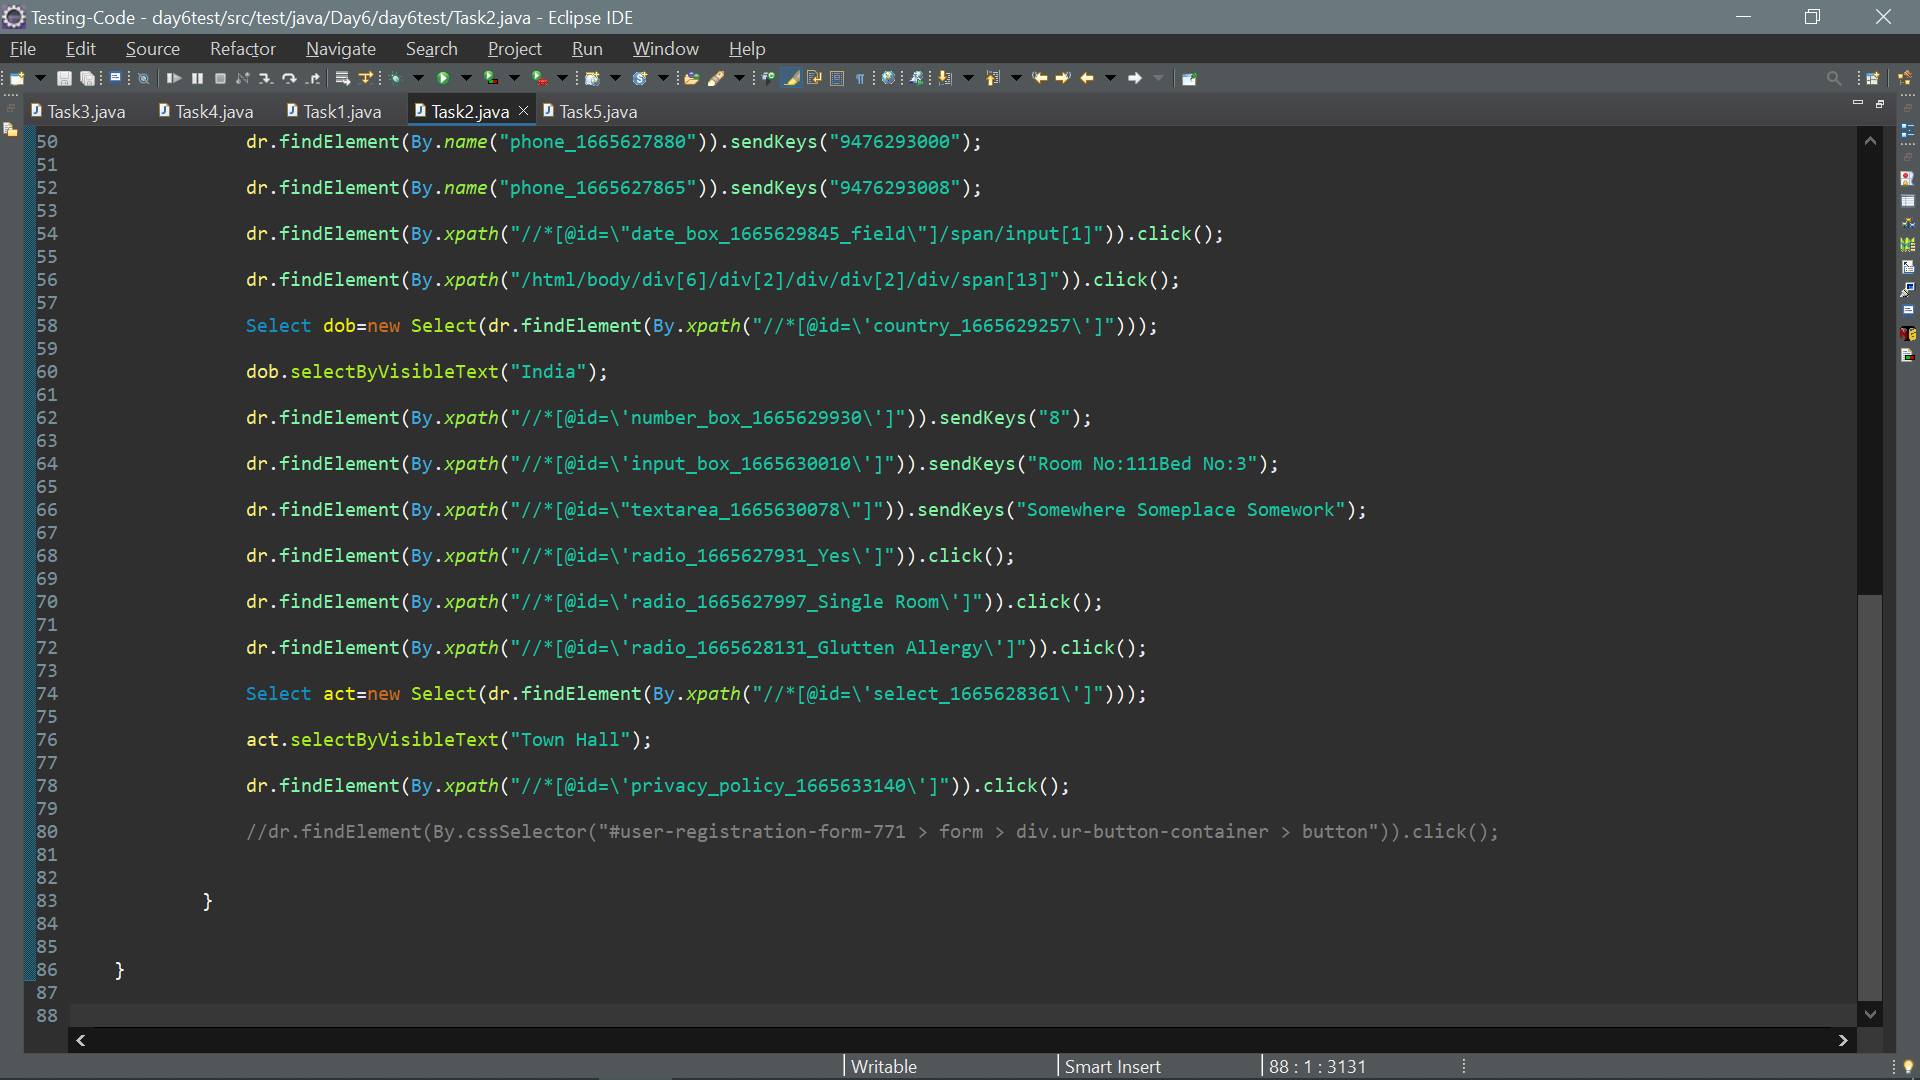 Testing-Code - day6test/src/test/java/Day6/day6test/Task2.java - Eclipse IDE
File Edit Source Refactor Navigate Search Project Run Window Help
Task3.java Task4.java Task1.java Task2.java Task5.java
50 dr.findElement(By.name("phone_1665627880")).sendKeys("9476293000");
51
52 dr.findElement(By.name("phone_1665627865")).sendKeys("9476293008");
53
54 dr.findElement(By.xpath("//*[@id=\"date_box_1665629845_field\"]/span/input[1]")).click();
55
56 dr.findElement(By.xpath("/html/body/div[6]/div[2]/div/div[2]/div/span[13]")).click();
57
58 Select dob=new Select(dr.findElement(By.xpath("//*[@id=\'country_1665629257\']")));
59
60 dob.selectByVisibleText("India");
61
62 dr.findElement(By.xpath("//*[@id=\'number_box_1665629930\']")).sendKeys("8");
63
64 dr.findElement(By.xpath("//*[@id=\'input_box_1665630010\']")).sendKeys("Room No:111Bed No:3");
65
66 dr.findElement(By.xpath("//*[@id=\"textarea_1665630078\"]")).sendKeys("Somewhere Someplace Somework");
67
68 dr.findElement(By.xpath("//*[@id=\'radio_1665627931_Yes\']")).click();
69
70 dr.findElement(By.xpath("//*[@id=\'radio_1665627997_Single Room\']")).click();
71
72 dr.findElement(By.xpath("//*[@id=\'radio_1665628131_Glutten Allergy\']")).click();
73
74 Select act=new Select(dr.findElement(By.xpath("//*[@id=\'select_1665628361\']")));
75
76 act.selectByVisibleText("Town Hall");
77
78 dr.findElement(By.xpath("//*[@id=\'privacy_policy_1665633140\']")).click();
79
80 //dr.findElement(By.cssSelector("#user-registration-form-771 > form > div.ur-button-container > button")).click();
81
82
83 }
84
85
86 }
87
88
Writable Smart Insert 88 : 1 : 3131